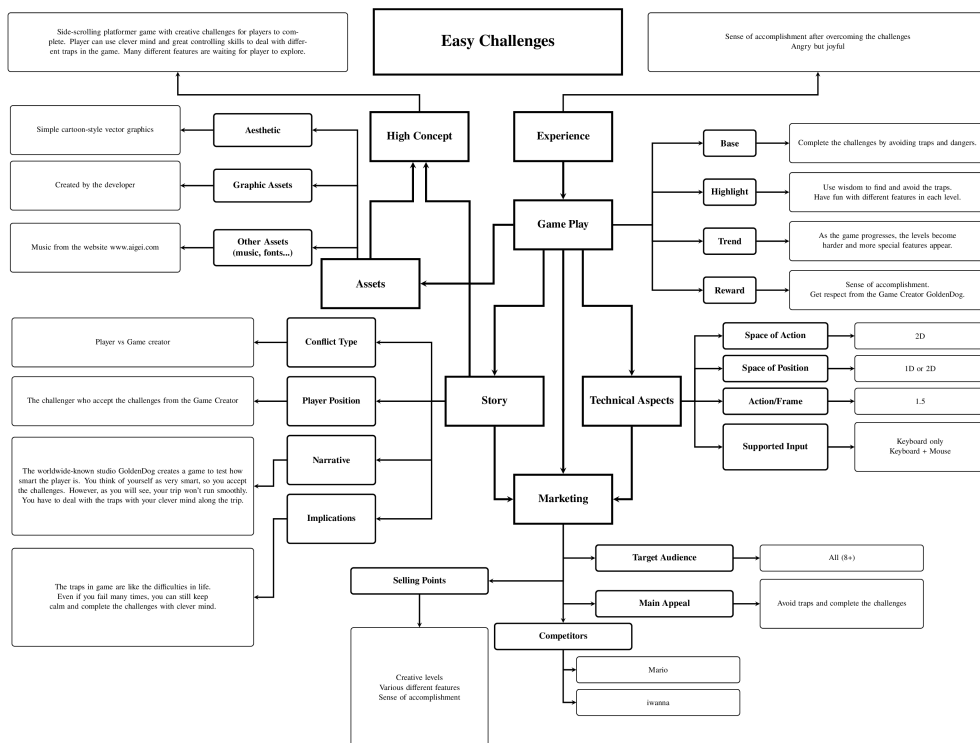 Easy Challenges
Side-scrolling platformer game with creative challenges for players to com-
plete. Player can use clever mind and great controlling skills to deal with differ-
ent traps in the game. Many different features are waiting for player to explore.
Sense of accomplishment after overcoming the challenges
Angry but joyful
High Concept
Experience
Simple cartoon-style vector graphics
Aesthetic
Created by the developer
Graphic Assets
Music from the website www.aigei.com
Other Assets
(music, fonts...)
Assets
Game Play
Base
Complete the challenges by avoiding traps and dangers.
Highlight
Use wisdom to find and avoid the traps.
Have fun with different features in each level.
Trend
As the game progresses, the levels become
harder and more special features appear.
Reward
Sense of accomplishment.
Get respect from the Game Creator GoldenDog.
Player vs Game creator
Conflict Type
The challenger who accept the challenges from the Game Creator
Player Position
The worldwide-known studio GoldenDog creates a game to test how
smart the player is. You think of yourself as very smart, so you accept
the challenges. However, as you will see, your trip won't run smoothly.
You have to deal with the traps with your clever mind along the trip.
Narrative
Implications
The traps in game are like the difficulties in life.
Even if you fail many times, you can still keep
calm and complete the challenges with clever mind.
Story
Technical Aspects
Space of Action
2D
Space of Position
1D or 2D
Action/Frame
1.5
Supported Input
Keyboard only
Keyboard + Mouse
Marketing
Target Audience
All (8+)
Selling Points
Main Appeal
Avoid traps and complete the challenges
Competitors
Mario
iwanna
Creative levels
Various different features
Sense of accomplishment